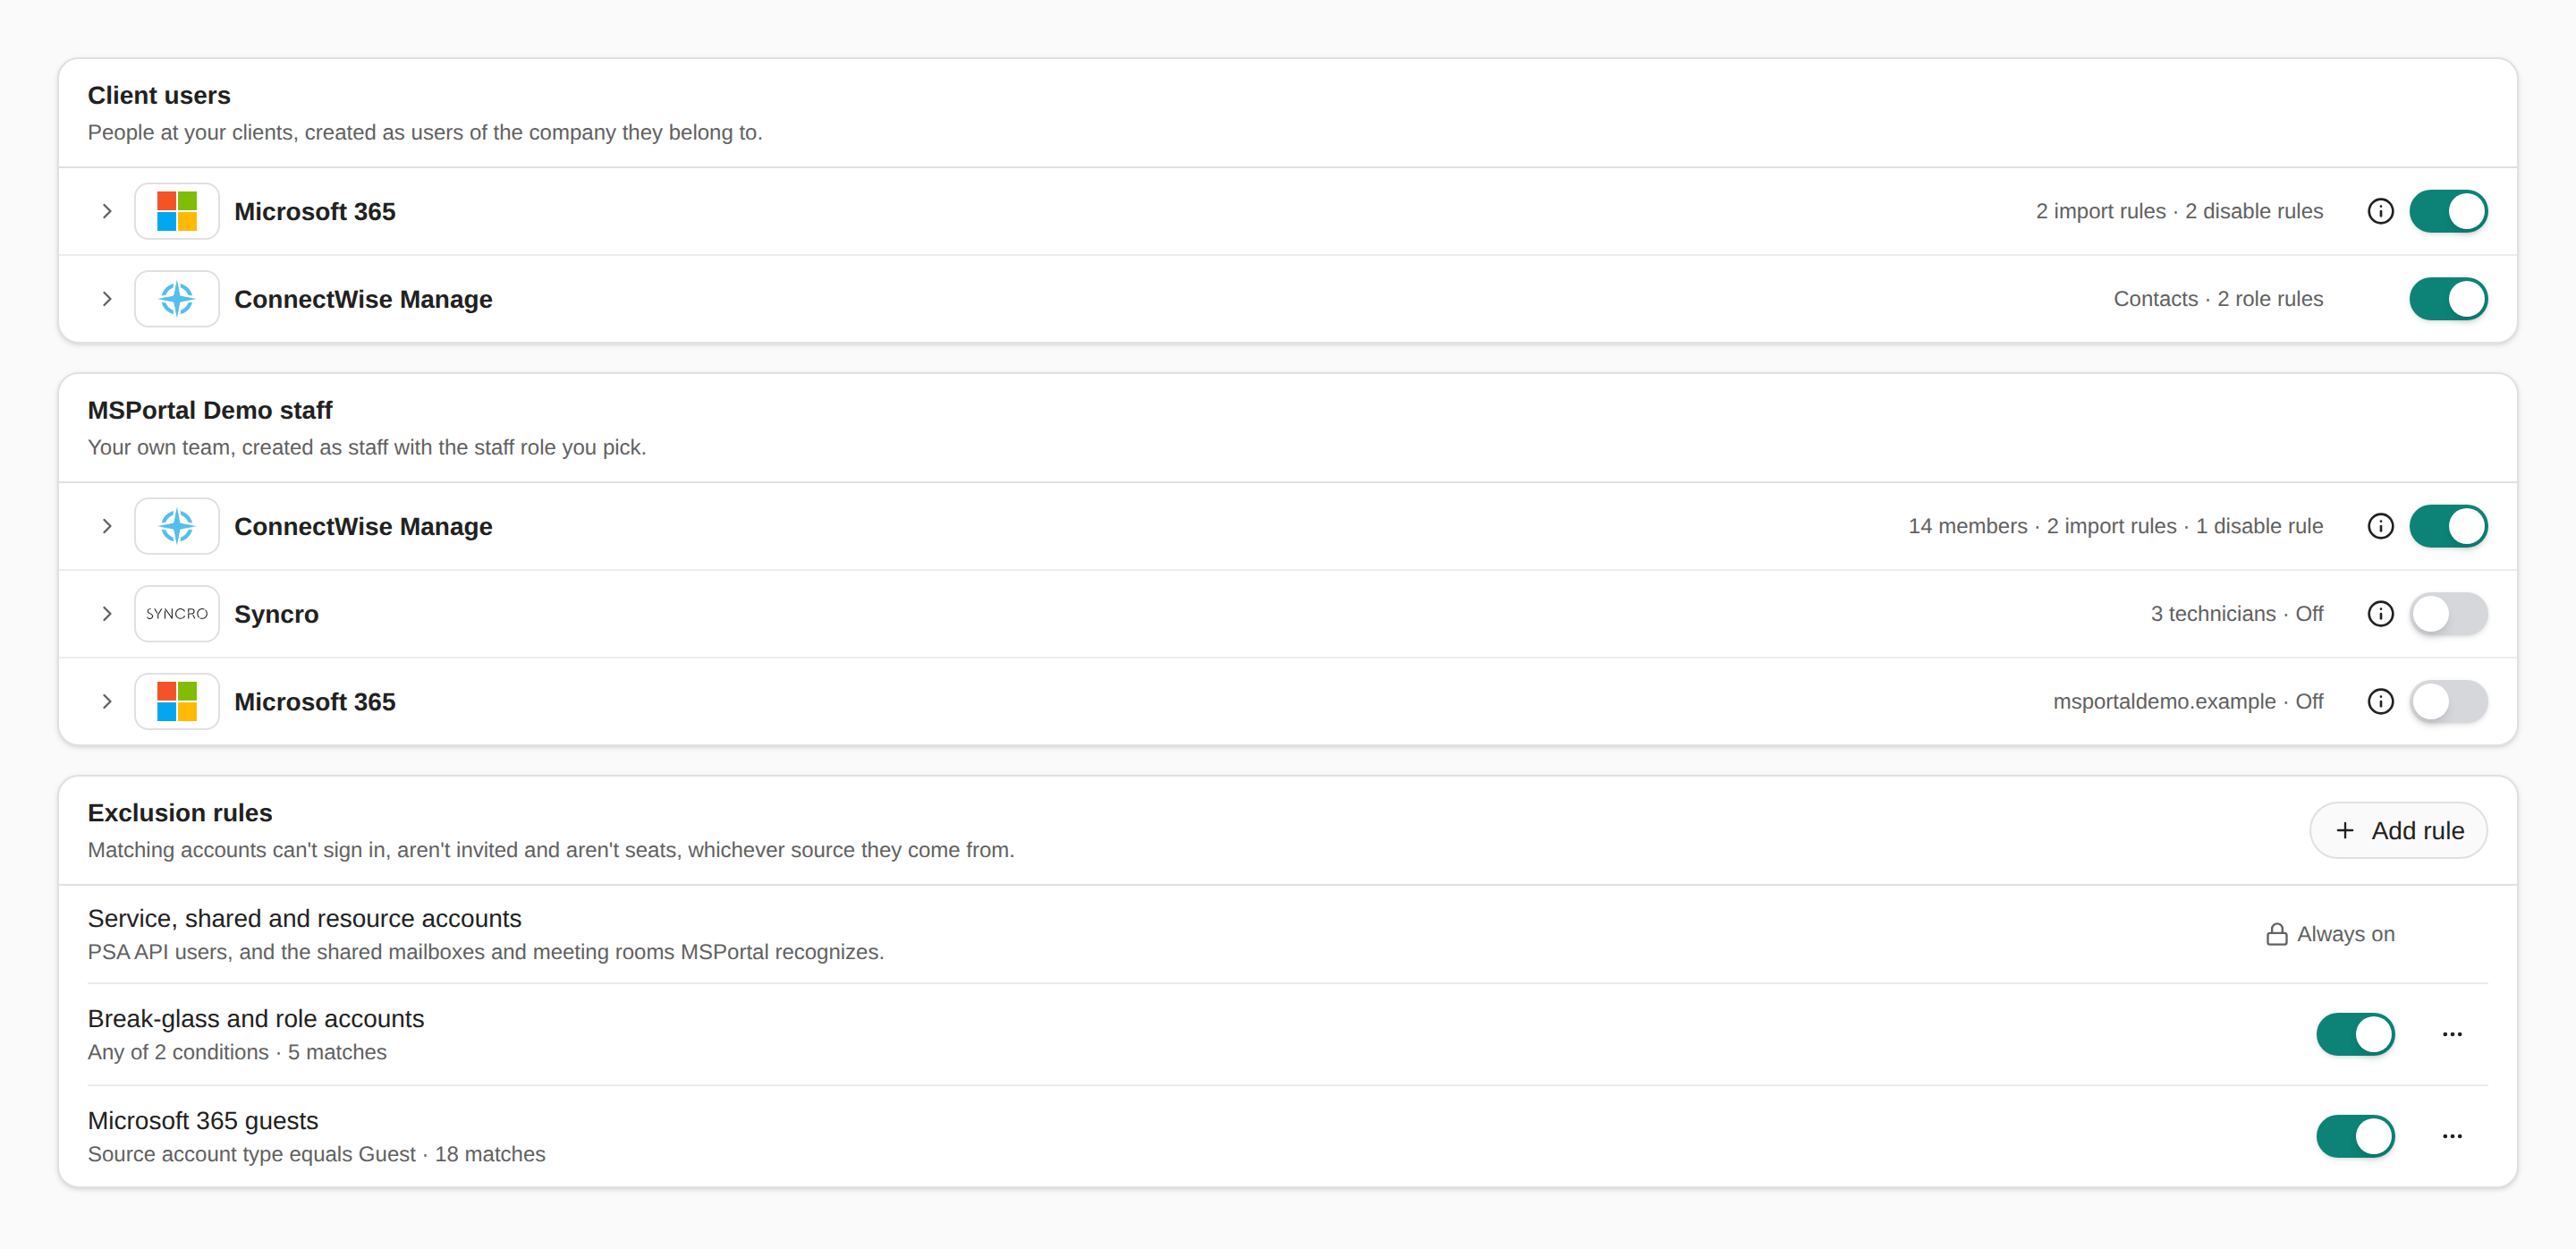 Client users
People at your clients, created as users of the company they belong to.
Microsoft 365
2 import rules · 2 disable rules
ConnectWise Manage
Contacts · 2 role rules
MSPortal Demo staff
Your own team, created as staff with the staff role you pick.
ConnectWise Manage
14 members · 2 import rules · 1 disable rule
SYNCRO
Syncro
3 technicians · Off
Microsoft 365
msportaldemo.example · Off
Exclusion rules
Matching accounts can't sign in, aren't invited and aren't seats, whichever source they come from.
Add rule
Service, shared and resource accounts
PSA API users, and the shared mailboxes and meeting rooms MSPortal recognizes.
Always on
Break-glass and role accounts
Any of 2 conditions · 5 matches
Microsoft 365 guests
Source account type equals Guest · 18 matches